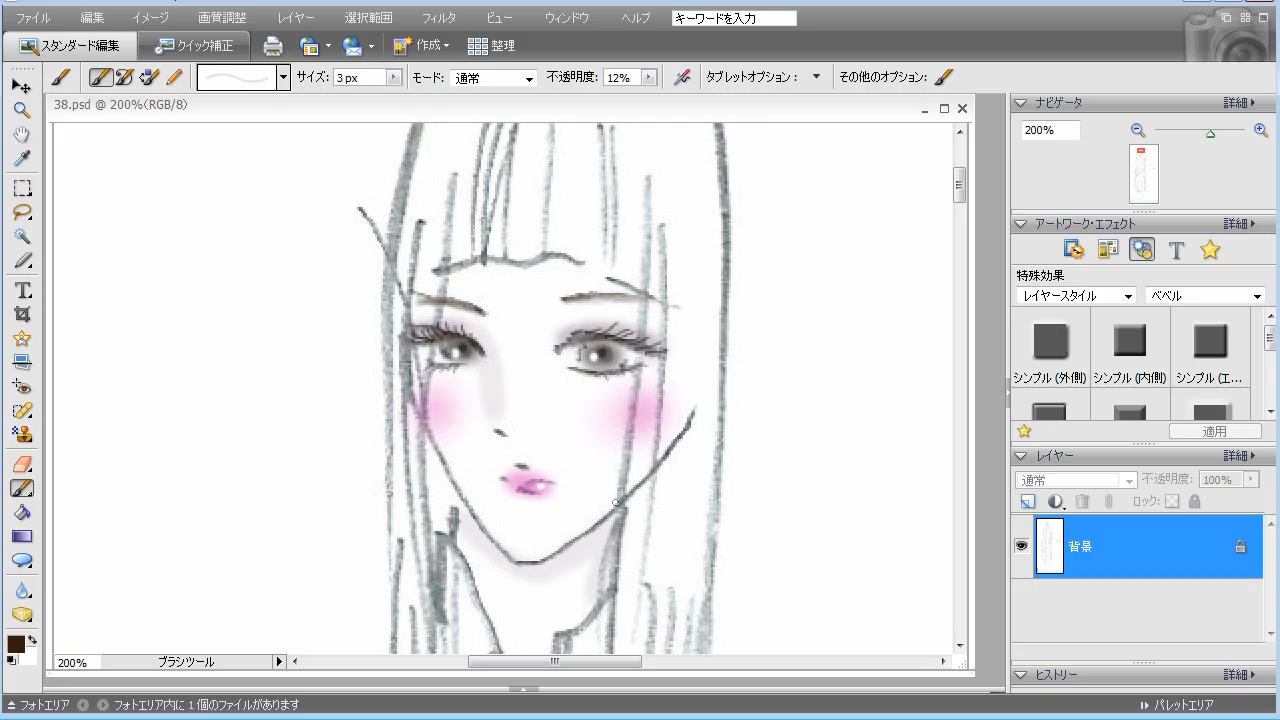 ファイル 編集 イメージ 画質調整 レイヤー 選択範囲 フィルタ ビュー ウィンドウ ヘルプ キーワードを入力
スタンダード編集 クイック補正 作成 整理
サイズ: 3 px モード: 通常 不透明度: 12% タブレットオプション: その他のオプション:
38.psd @ 200%(RGB/8)
ナビゲータ 詳細
200%
アートワーク・エフェクト 詳細
特殊効果
レイヤースタイル ベベル
シンプル (外側) シンプル (内側) シンプル (エ...
適用
レイヤー 詳細
通常 不透明度: 100%
ロック:
背景
200% ブラシツール
ヒストリー 詳細
フォトエリア フォトエリア内に 1 個のファイルがあります パレットエリア